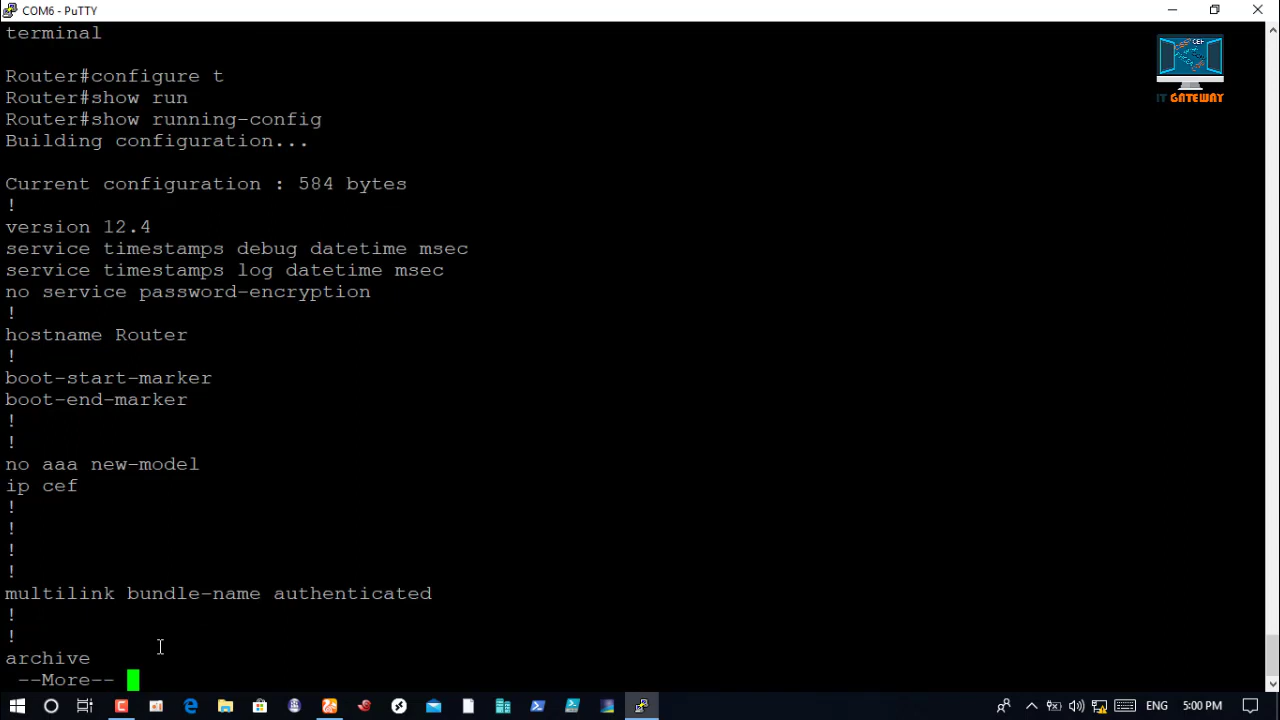 COM6 - PuTTY
terminal
CEF
IT GATEWAY
Router#configure t
Router#show run
Router#show running-config
Building configuration...
Current configuration : 584 bytes
!
version 12.4
service timestamps debug datetime msec
service timestamps log datetime msec
no service password-encryption
!
hostname Router
!
boot-start-marker
boot-end-marker
!
!
no aaa new-model
ip cef
!
!
!
!
multilink bundle-name authenticated
!
!
archive
--More--
ENG
5:00 PM